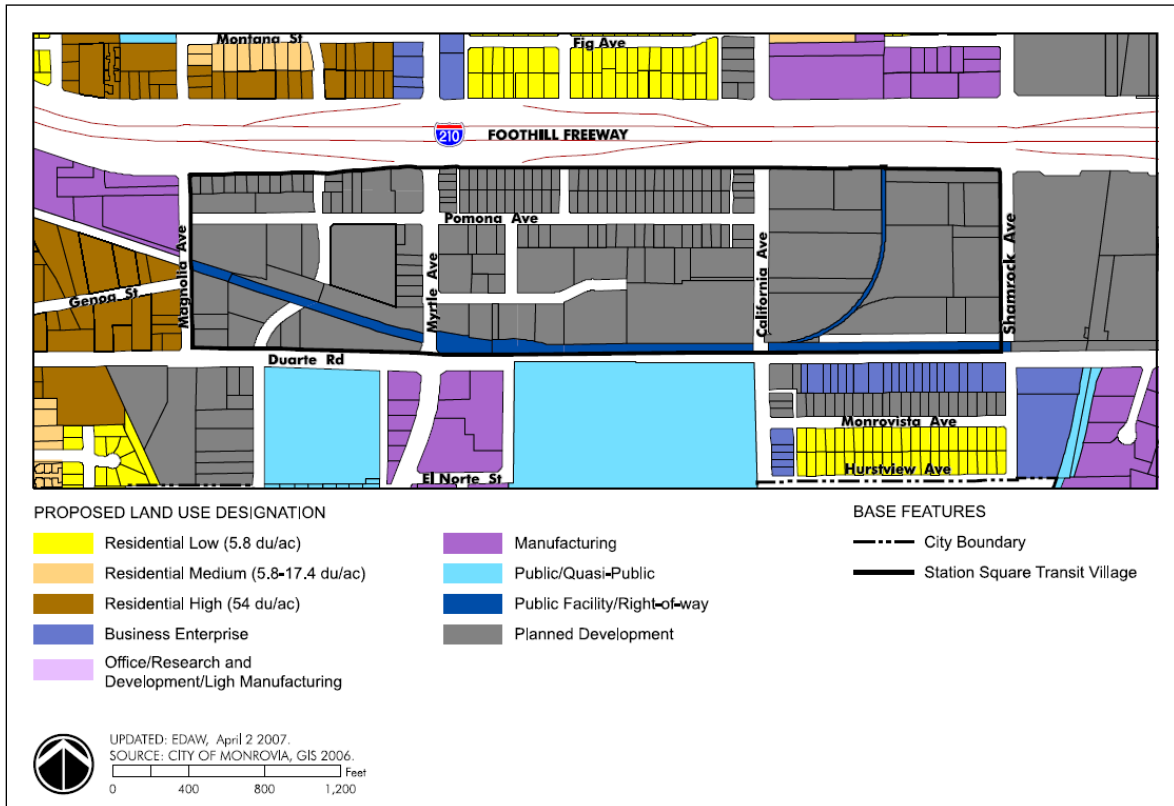 Montana St
Fig Ave
210
FOOTHILL FREEWAY
Pomona Ave
Magnolia Ave
Myrtle Ave
California Ave
Shamrock Ave
Genoa St
Duarte Rd
Monrovista Ave
El Norte St
Hurstview Ave
PROPOSED LAND USE DESIGNATION
Residential Low (5.8 du/ac)
Residential Medium (5.8-17.4 du/ac)
Residential High (54 du/ac)
Business Enterprise
Office/Research and
Development/Ligh Manufacturing
Manufacturing
Public/Quasi-Public
Public Facility/Right-of-way
Planned Development
BASE FEATURES
City Boundary
Station Square Transit Village
UPDATED: EDAW, April 2 2007.
SOURCE: CITY OF MONROVIA, GIS 2006.
Feet
0 400 800 1,200